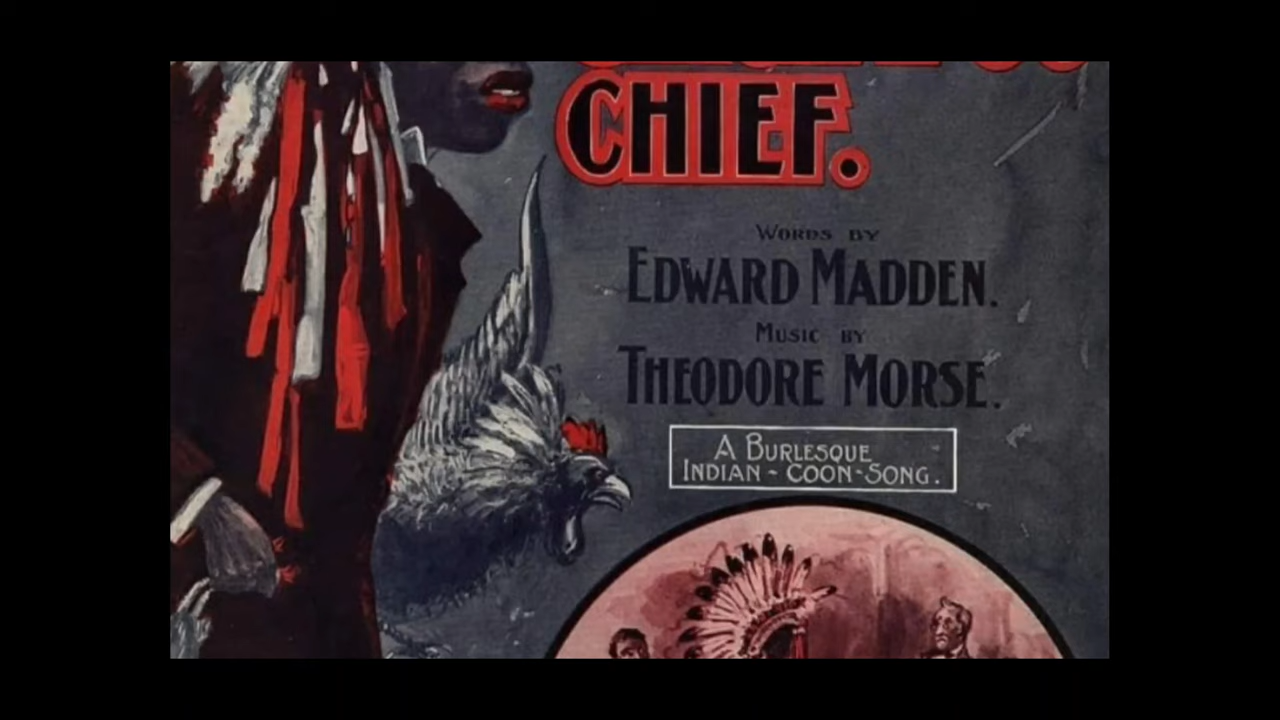 CHIEF.
WORDS BY
EDWARD MADDEN.
MUSIC BY
THEODORE MORSE.
A BURLESQUE
INDIAN - COON - SONG.